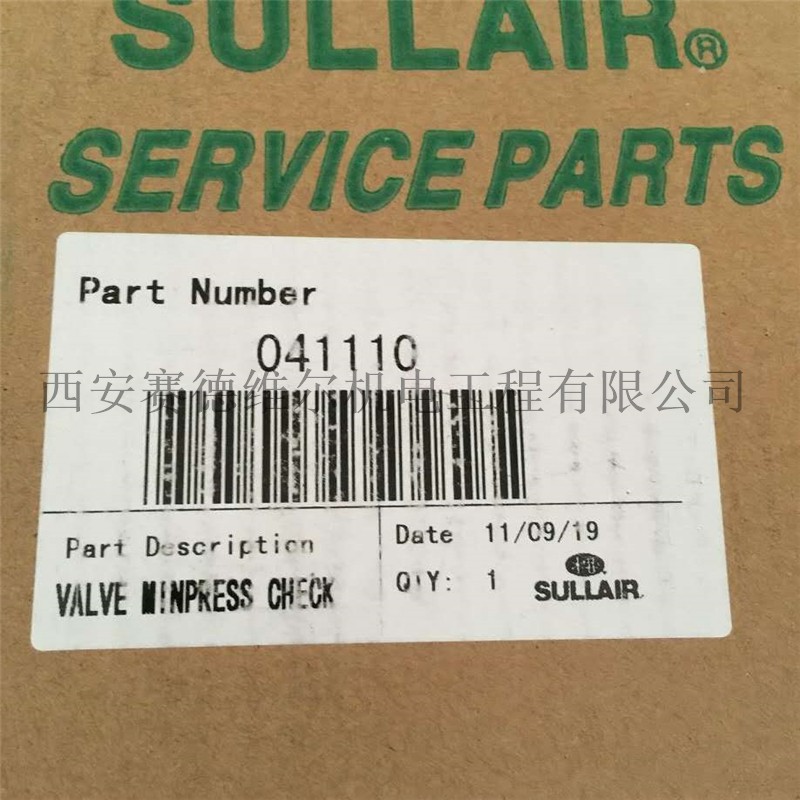 SULLAIR®
SERVICE PARTS
Part Number
041110
西安赛德维尔机电工程有限公司
Part Description
VALVE MINPRESS CHECK
Date 11/09/19
QTY: 1
SULLAIR